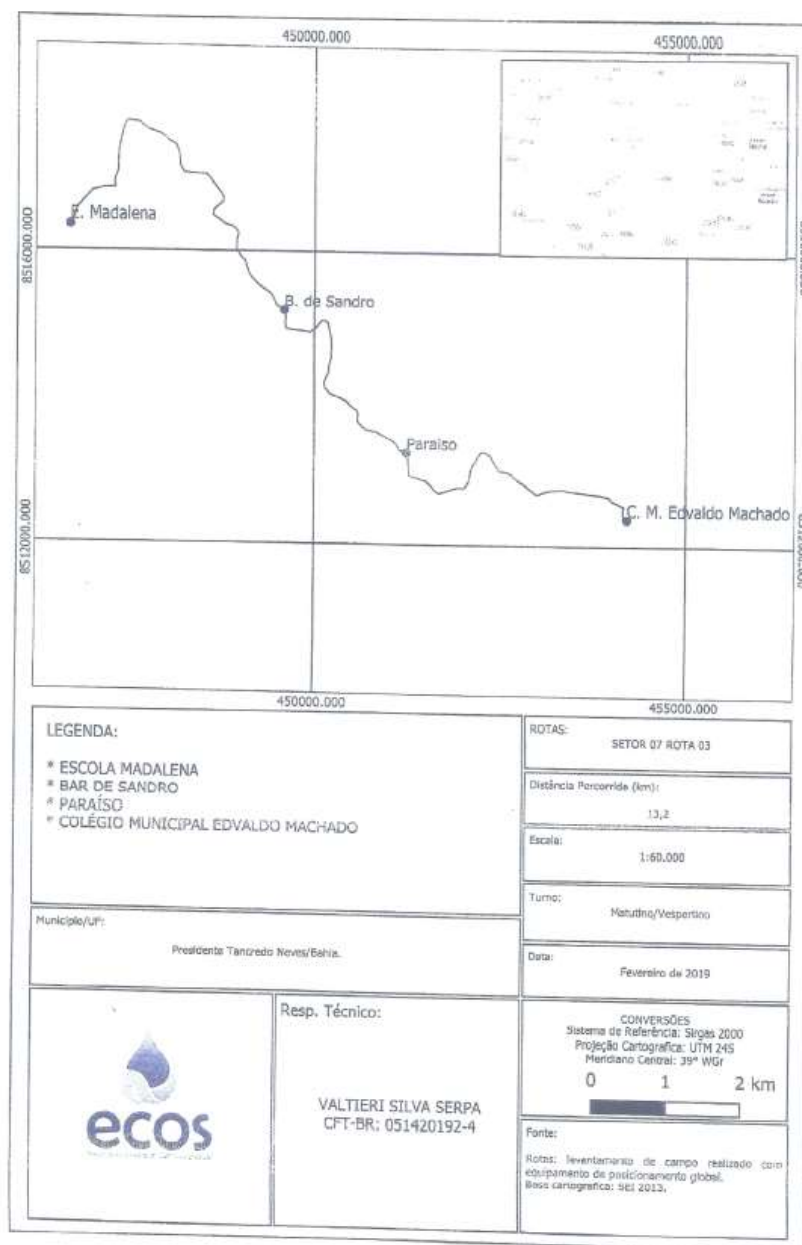 450000.000
455000.000
8516000.000
E. Madalena
B. de Sandro
Paraíso
C. M. Edvaldo Machado
8512000.000
450000.000
455000.000
LEGENDA:
* ESCOLA MADALENA
* BAR DE SANDRO
* PARAÍSO
* COLÉGIO MUNICIPAL EDVALDO MACHADO
ROTAS:
SETOR 07 ROTA 03
Distância Percorrida (km):
13,2
Escala:
1:60.000
Turno:
Matutino/Vespertino
Município/UF:
Presidente Tancredo Neves/Bahia.
Data:
Fevereiro de 2019
ecos
Resp. Técnico:
VALTIERI SILVA SERPA
CFT-BR: 051420192-4
CONVERSÕES
Sistema de Referência: Sirgas 2000
Projeção Cartografica: UTM 24S
Meridiano Central: 39° WGr
0 1 2 km
Fonte:
Rotas: levantamento de campo realizado com
equipamento de posicionamento global.
Base cartografica: SEI 2013.